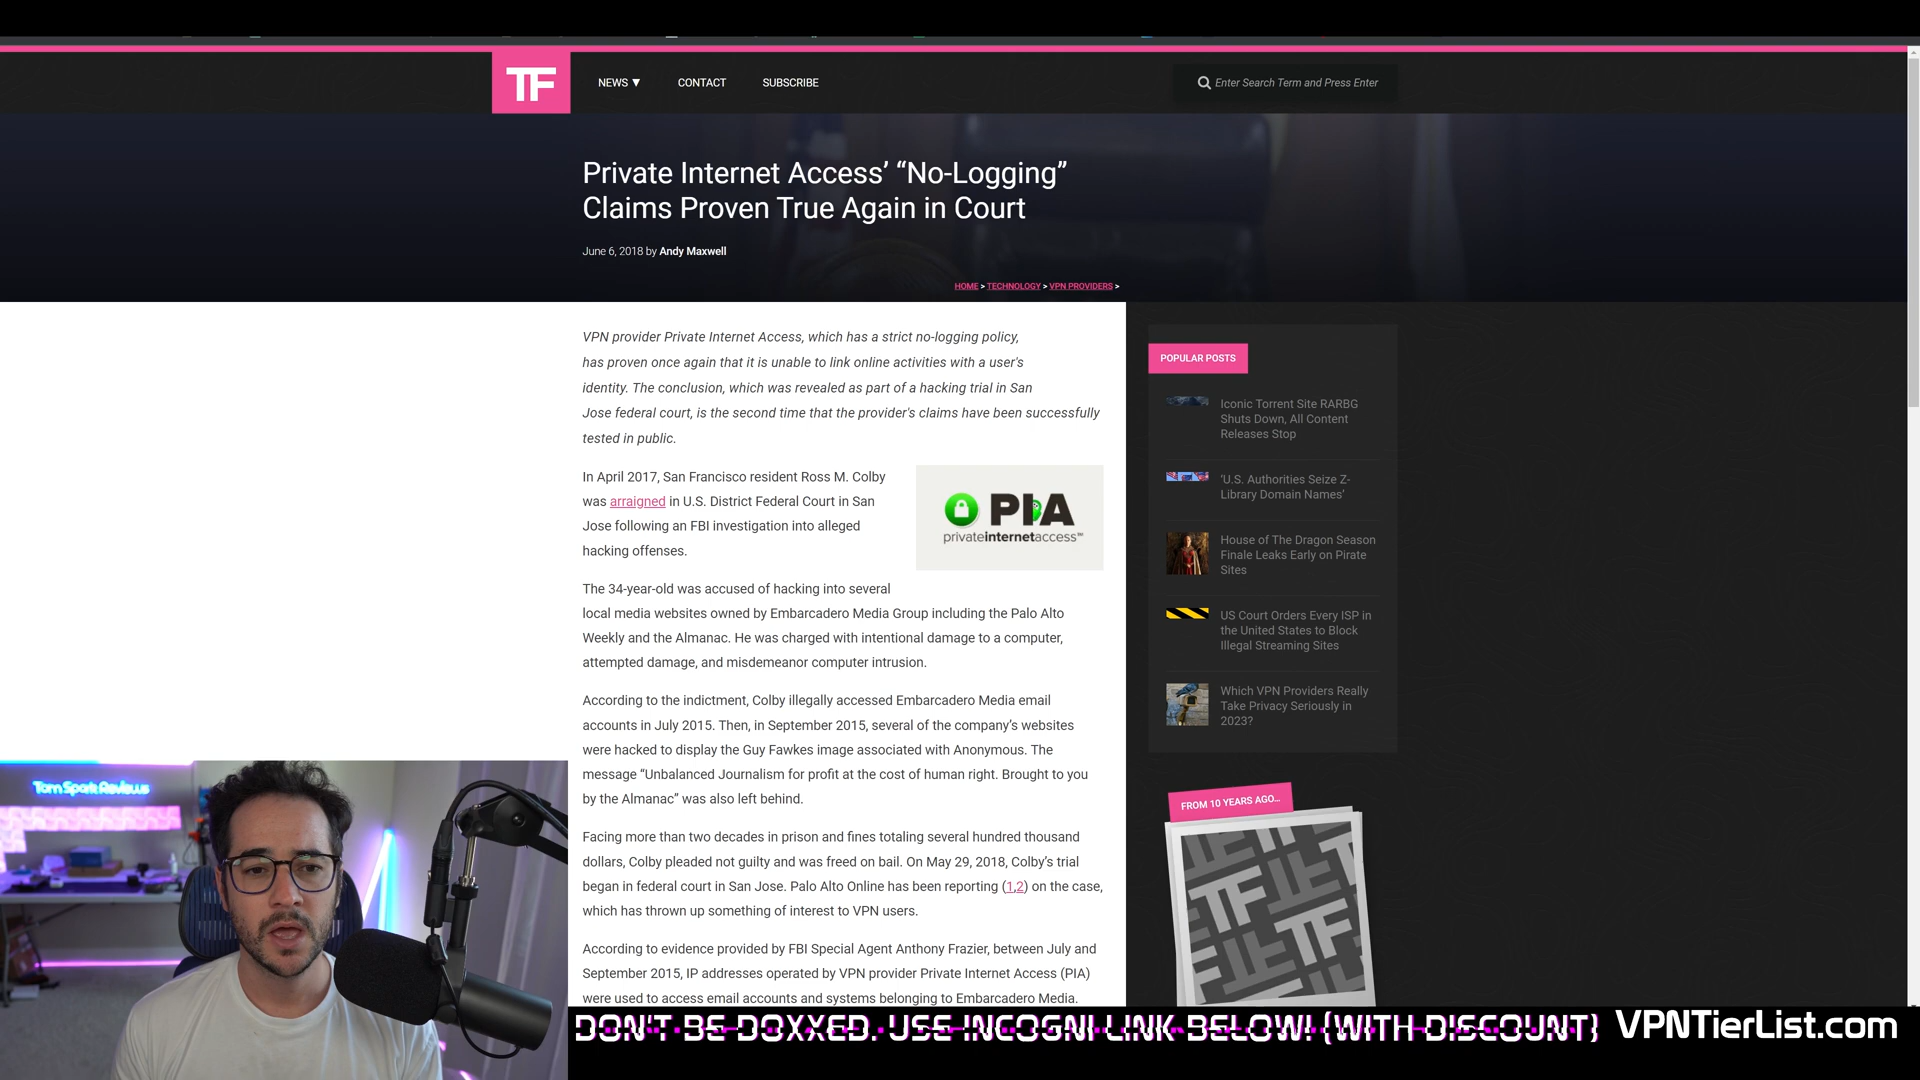 TF
NEWS ▼
CONTACT
SUBSCRIBE
Enter Search Term and Press Enter
Private Internet Access’ “No-Logging”
Claims Proven True Again in Court
June 6, 2018 by Andy Maxwell
HOME > TECHNOLOGY > VPN PROVIDERS >
VPN provider Private Internet Access, which has a strict no-logging policy,
has proven once again that it is unable to link online activities with a user's
identity. The conclusion, which was revealed as part of a hacking trial in San
Jose federal court, is the second time that the provider's claims have been successfully
tested in public.
In April 2017, San Francisco resident Ross M. Colby
was arraigned in U.S. District Federal Court in San
Jose following an FBI investigation into alleged
hacking offenses.
PIA
privateinternetaccess™
The 34-year-old was accused of hacking into several
local media websites owned by Embarcadero Media Group including the Palo Alto
Weekly and the Almanac. He was charged with intentional damage to a computer,
attempted damage, and misdemeanor computer intrusion.
According to the indictment, Colby illegally accessed Embarcadero Media email
accounts in July 2015. Then, in September 2015, several of the company’s websites
were hacked to display the Guy Fawkes image associated with Anonymous. The
message “Unbalanced Journalism for profit at the cost of human right. Brought to you
by the Almanac” was also left behind.
Facing more than two decades in prison and fines totaling several hundred thousand
dollars, Colby pleaded not guilty and was freed on bail. On May 29, 2018, Colby’s trial
began in federal court in San Jose. Palo Alto Online has been reporting (1,2) on the case,
which has thrown up something of interest to VPN users.
According to evidence provided by FBI Special Agent Anthony Frazier, between July and
September 2015, IP addresses operated by VPN provider Private Internet Access (PIA)
were used to access email accounts and systems belonging to Embarcadero Media.
POPULAR POSTS
Iconic Torrent Site RARBG
Shuts Down, All Content
Releases Stop
‘U.S. Authorities Seize Z-
Library Domain Names’
House of The Dragon Season
Finale Leaks Early on Pirate
Sites
US Court Orders Every ISP in
the United States to Block
Illegal Streaming Sites
Which VPN Providers Really
Take Privacy Seriously in
2023?
FROM 10 YEARS AGO…
TF
TF
Tom Spark Reviews
DON'T BE DOXXED. USE INCOGNI LINK BELOW! (WITH DISCOUNT)
VPNTierList.com